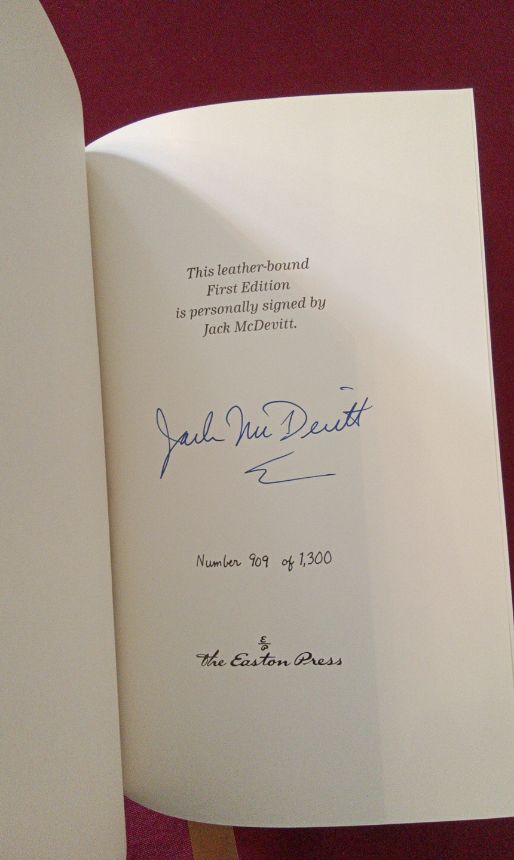 This leather-bound
First Edition
is personally signed by
Jack McDevitt.
Jack McDevitt
Number 909 of 1,300
E
P
The Easton Press